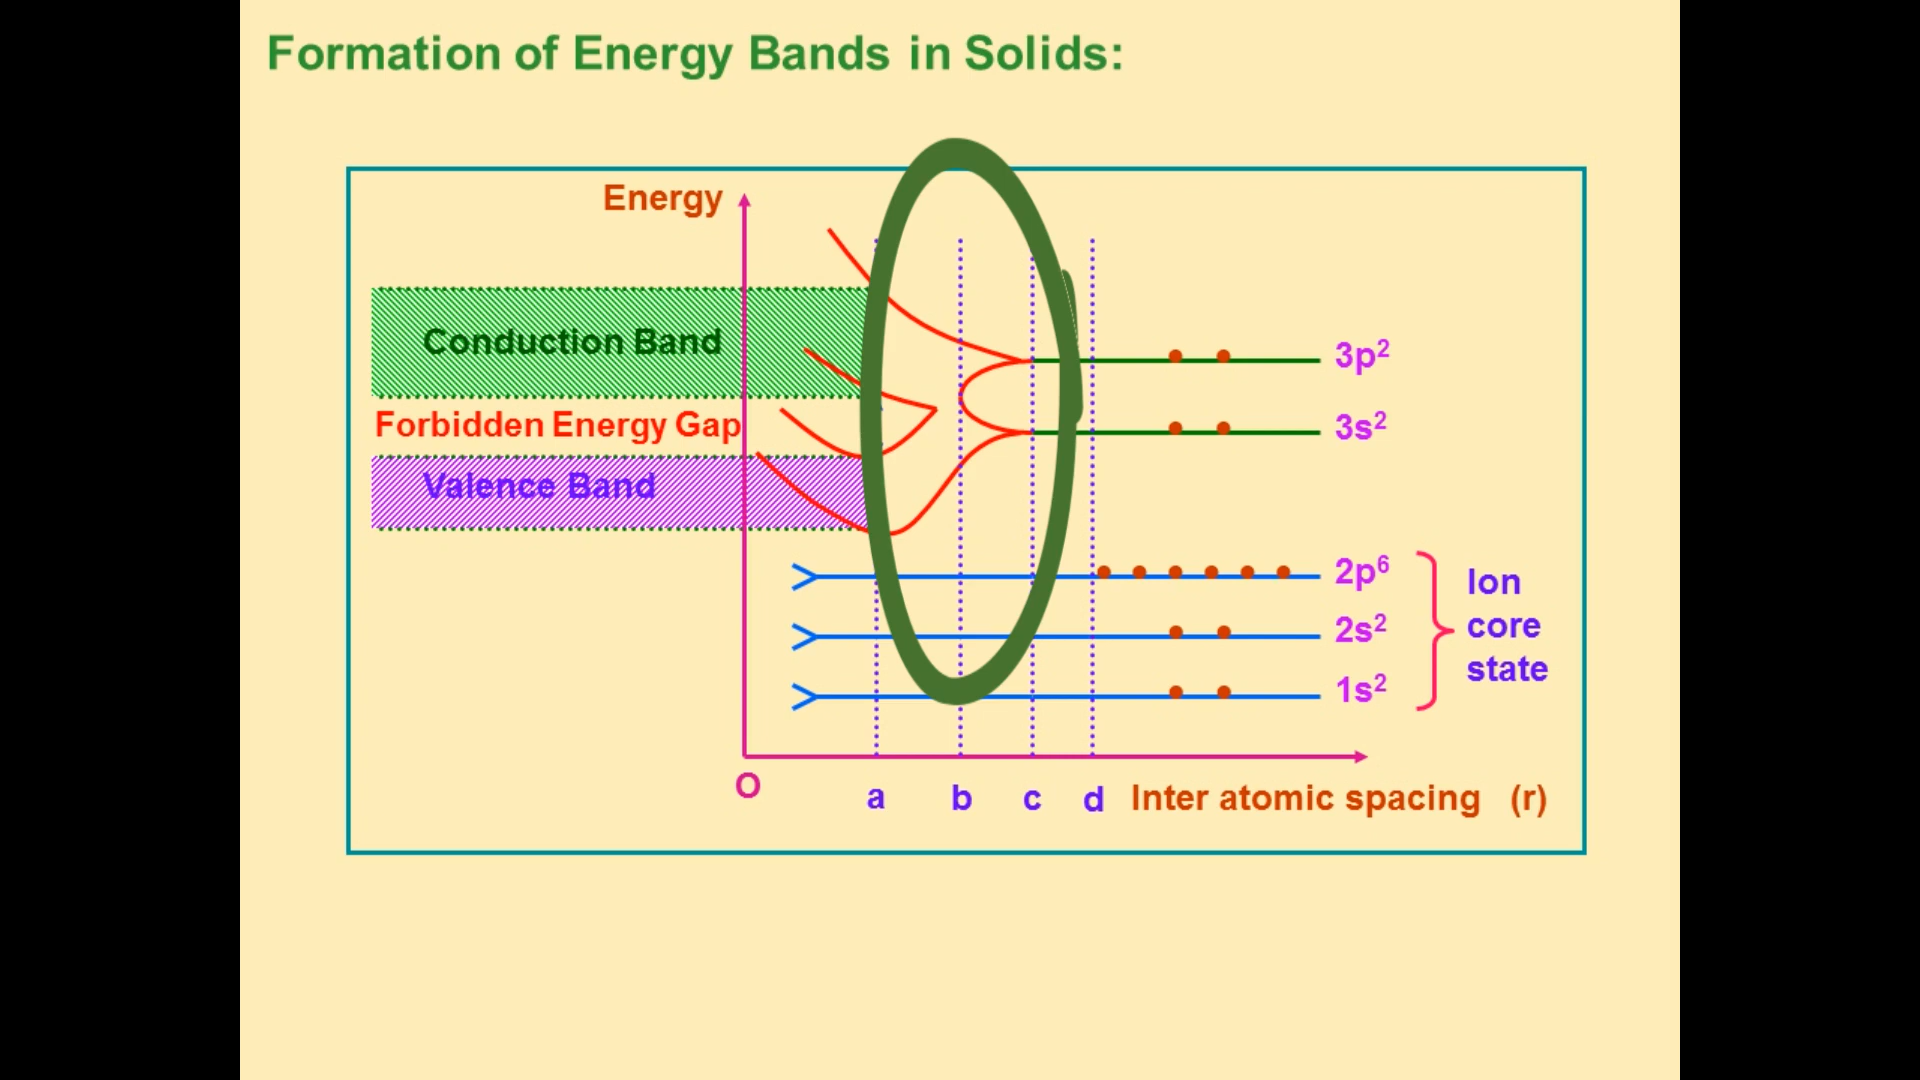 Formation of Energy Bands in Solids:
Energy
Conduction Band
Forbidden Energy Gap
Valence Band
3p²
3s²
2p⁶
2s²
1s²
Ion
core
state
O
a b c d Inter atomic spacing (r)